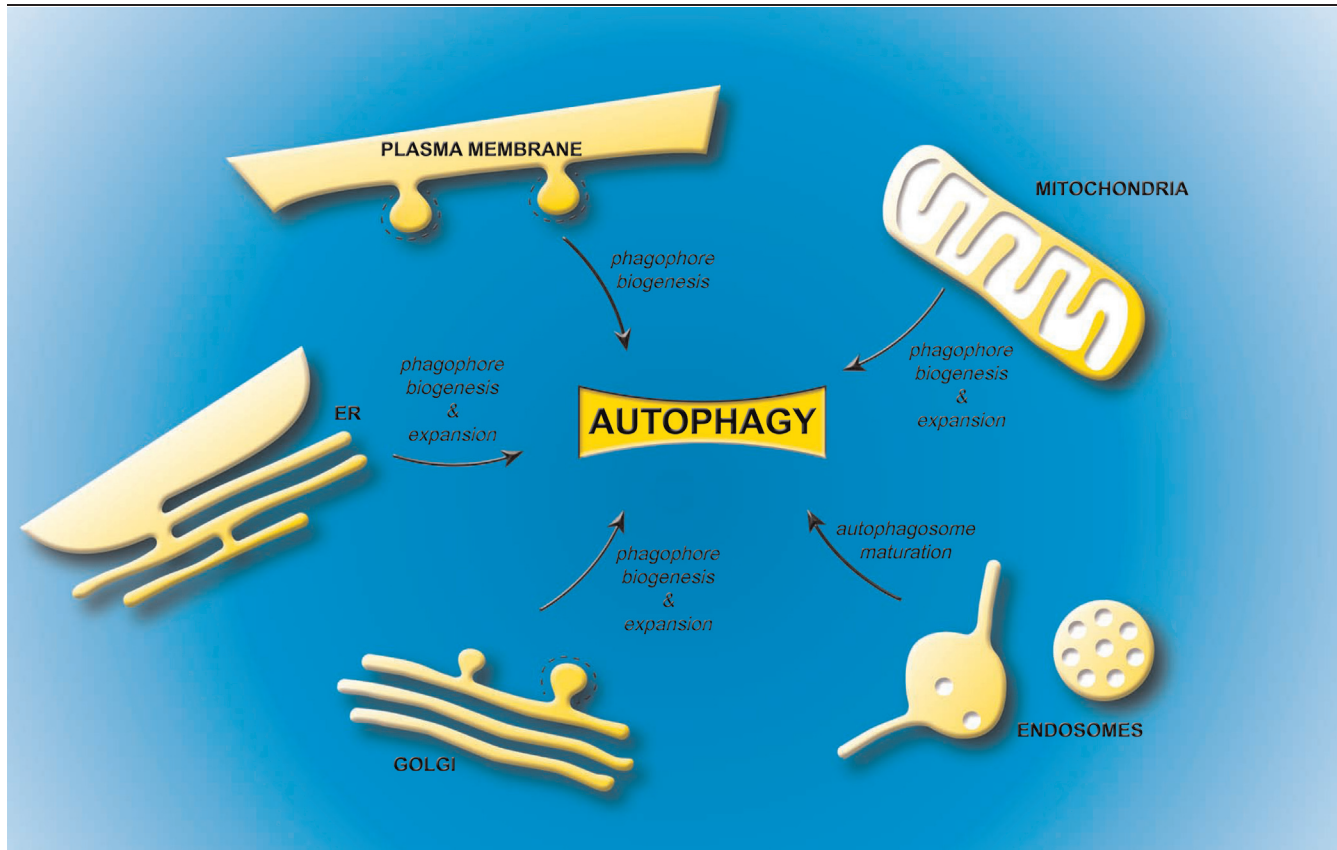 PLASMA MEMBRANE
MITOCHONDRIA
phagophore
biogenesis
phagophore
biogenesis
&
expansion
ER
phagophore
biogenesis
&
expansion
AUTOPHAGY
phagophore
biogenesis
&
expansion
autophagosome
maturation
GOLGI
ENDOSOMES